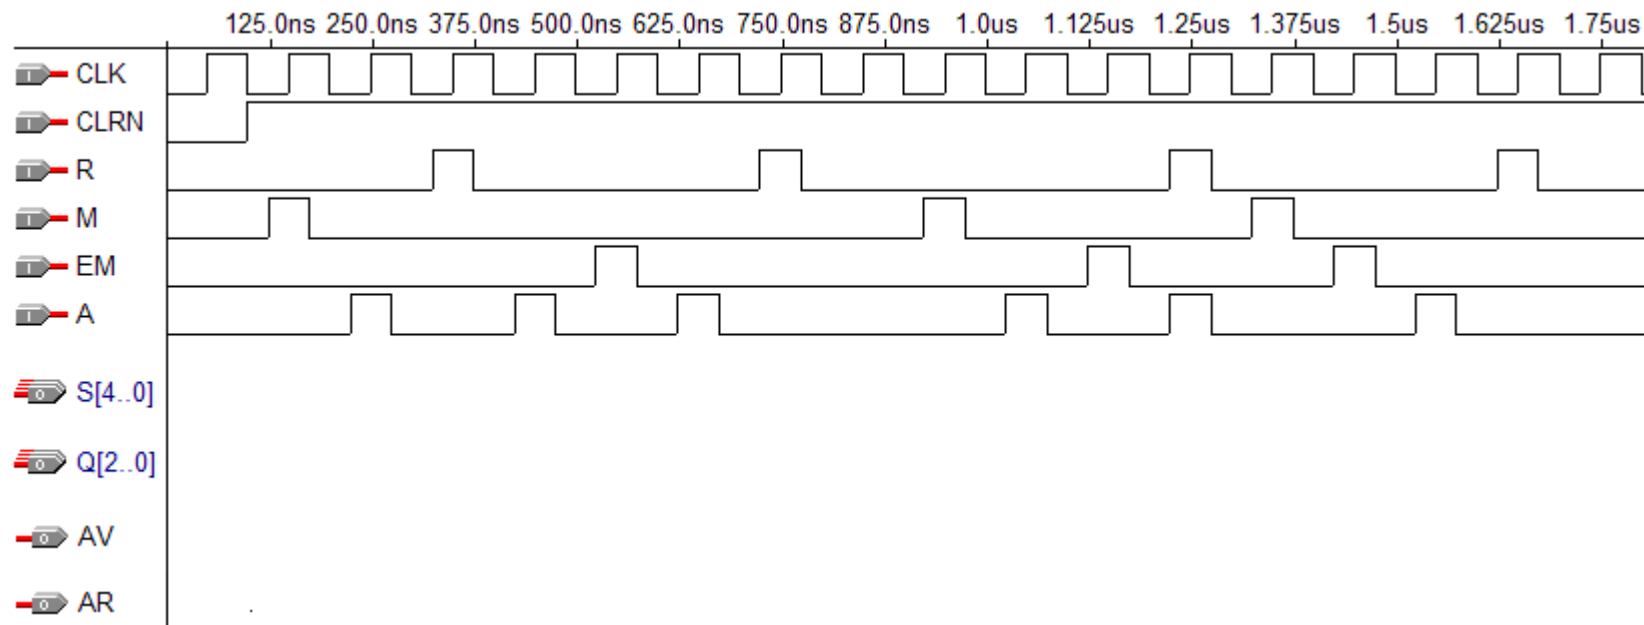 125.0ns 250.0ns 375.0ns 500.0ns 625.0ns 750.0ns 875.0ns 1.0us 1.125us 1.25us 1.375us 1.5us 1.625us 1.75us
I CLK
I CLRN
I R
I M
I EM
I A
O S[4..0]
O Q[2..0]
O AV
O AR